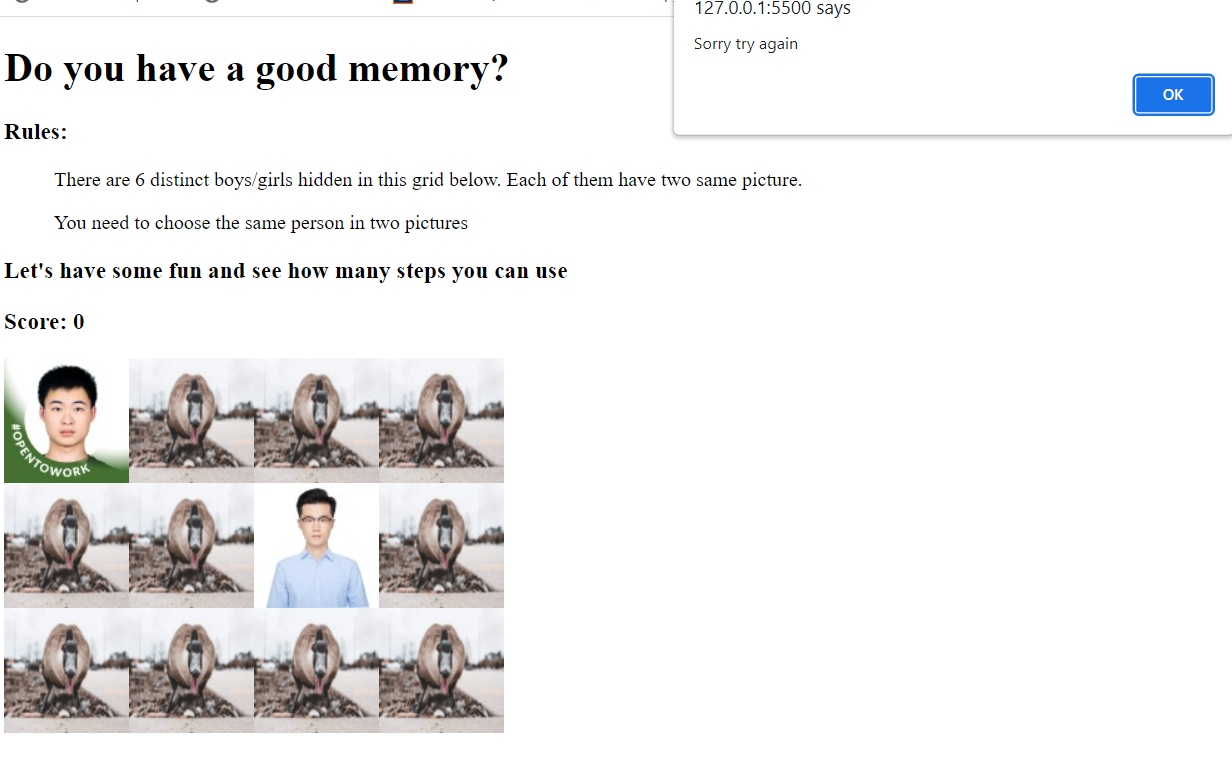 127.0.0.1:5500 says
Sorry try again
OK
Do you have a good memory?
Rules:
There are 6 distinct boys/girls hidden in this grid below. Each of them have two same picture.
You need to choose the same person in two pictures
Let's have some fun and see how many steps you can use
Score: 0
#OPENTOWORK